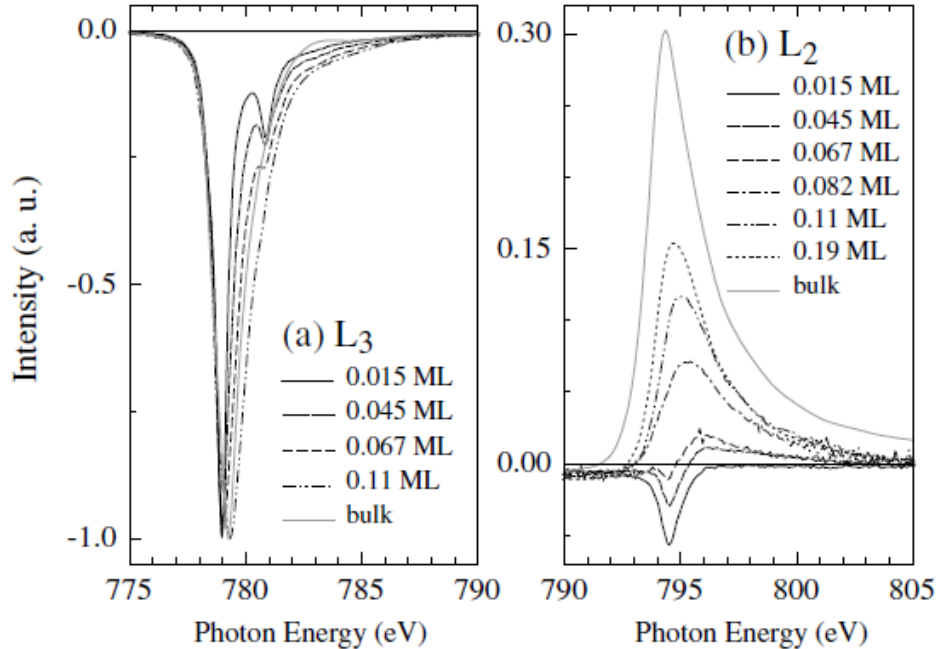 0.0
-0.5
-1.0
Intensity (a. u.)
(a) L3
0.015 ML
0.045 ML
0.067 ML
0.11 ML
bulk
775 780 785 790
Photon Energy (eV)
0.30
0.15
0.00
(b) L2
0.015 ML
0.045 ML
0.067 ML
0.082 ML
0.11 ML
0.19 ML
bulk
790 795 800 805
Photon Energy (eV)